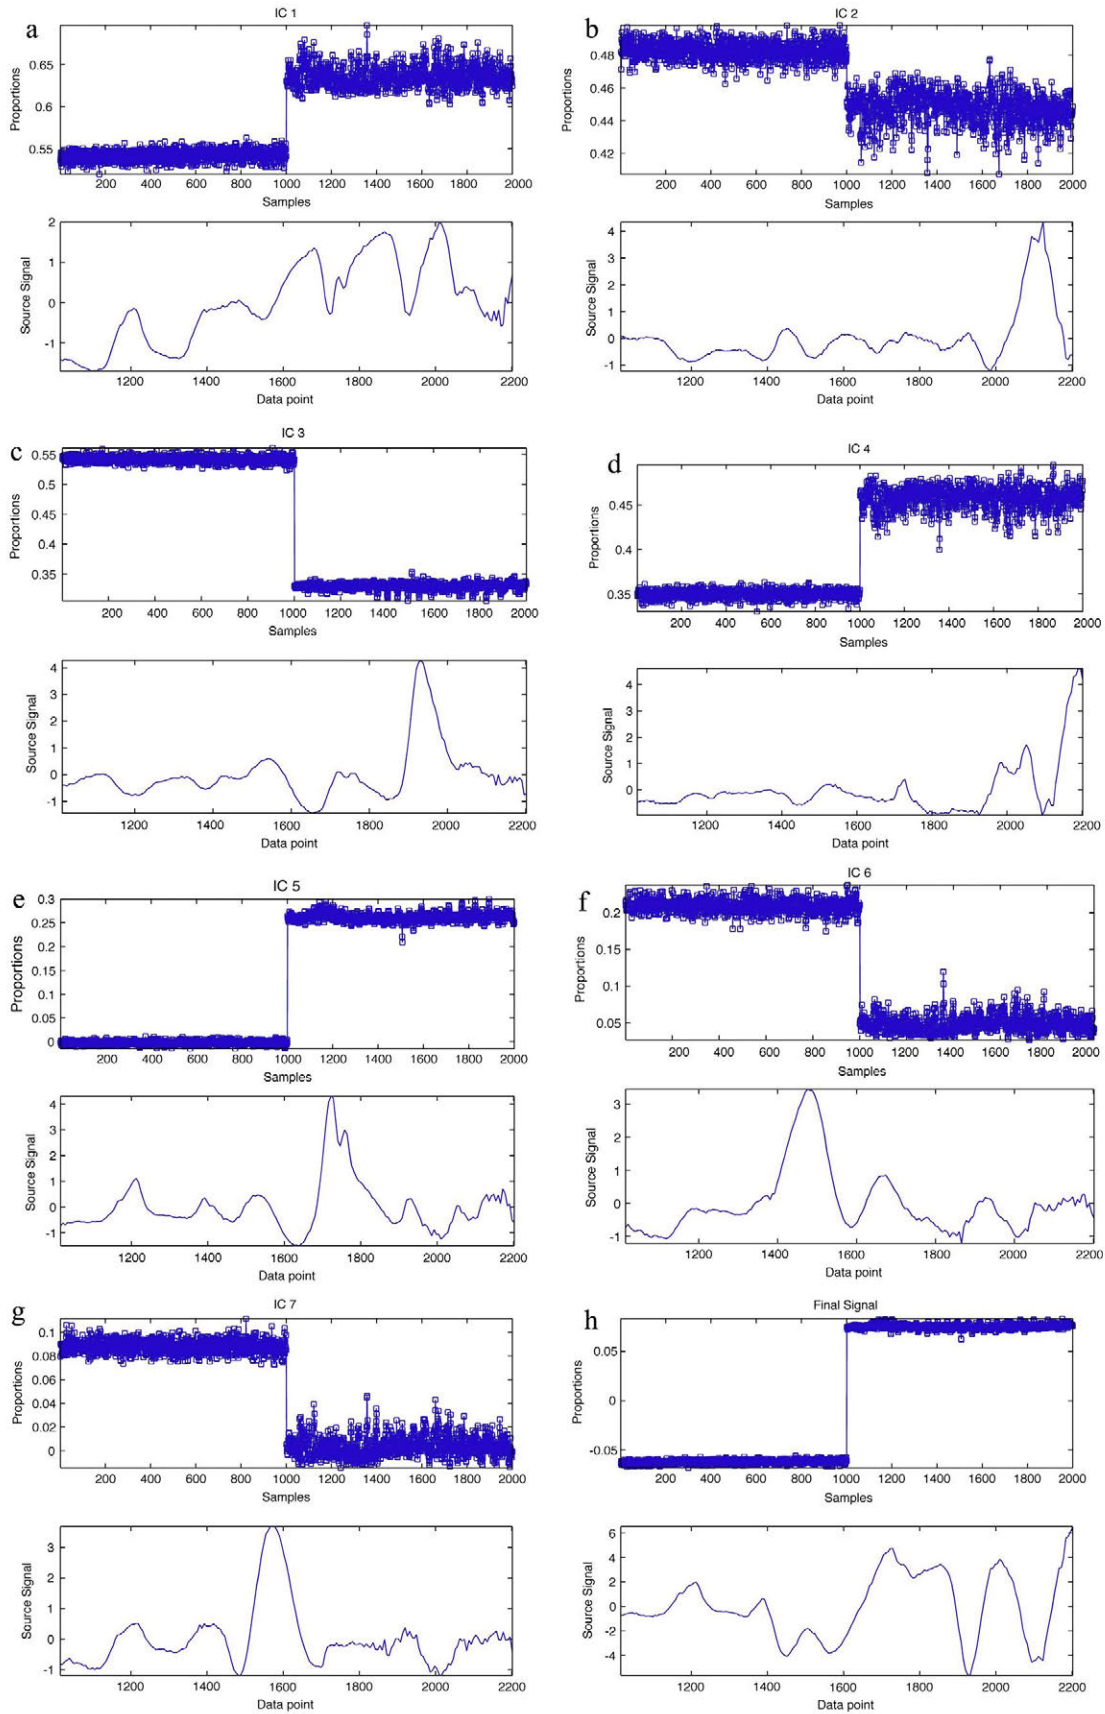 a
IC 1
Proportions
0.65
0.6
0.55
200 400 600 800 1000 1200 1400 1600 1800 2000
Samples
Source Signal
2
1
0
-1
1200 1400 1600 1800 2000 2200
Data point
b
IC 2
Proportions
0.48
0.46
0.44
0.42
200 400 600 800 1000 1200 1400 1600 1800 2000
Samples
Source Signal
4
3
2
1
0
-1
1200 1400 1600 1800 2000 2200
Data point
c
IC 3
Proportions
0.55
0.5
0.45
0.4
0.35
200 400 600 800 1000 1200 1400 1600 1800 2000
Samples
Source Signal
4
3
2
1
0
-1
1200 1400 1600 1800 2000 2200
Data point
d
IC 4
Proportions
0.45
0.4
0.35
200 400 600 800 1000 1200 1400 1600 1800 2000
Samples
Source Signal
4
3
2
1
0
1200 1400 1600 1800 2000 2200
Data point
e
IC 5
Proportions
0.3
0.25
0.2
0.15
0.1
0.05
0
200 400 600 800 1000 1200 1400 1600 1800 2000
Samples
Source Signal
4
3
2
1
0
-1
1200 1400 1600 1800 2000 2200
Data point
f
IC 6
Proportions
0.2
0.15
0.1
0.05
200 400 600 800 1000 1200 1400 1600 1800 2000
Samples
Source Signal
3
2
1
0
-1
1200 1400 1600 1800 2000 2200
Data point
g
IC 7
Proportions
0.1
0.08
0.06
0.04
0.02
0
200 400 600 800 1000 1200 1400 1600 1800 2000
Samples
Source Signal
3
2
1
0
-1
1200 1400 1600 1800 2000 2200
Data point
h
Final Signal
Proportions
0.05
0
-0.05
200 400 600 800 1000 1200 1400 1600 1800 2000
Samples
Source Signal
6
4
2
0
-2
-4
1200 1400 1600 1800 2000 2200
Data point